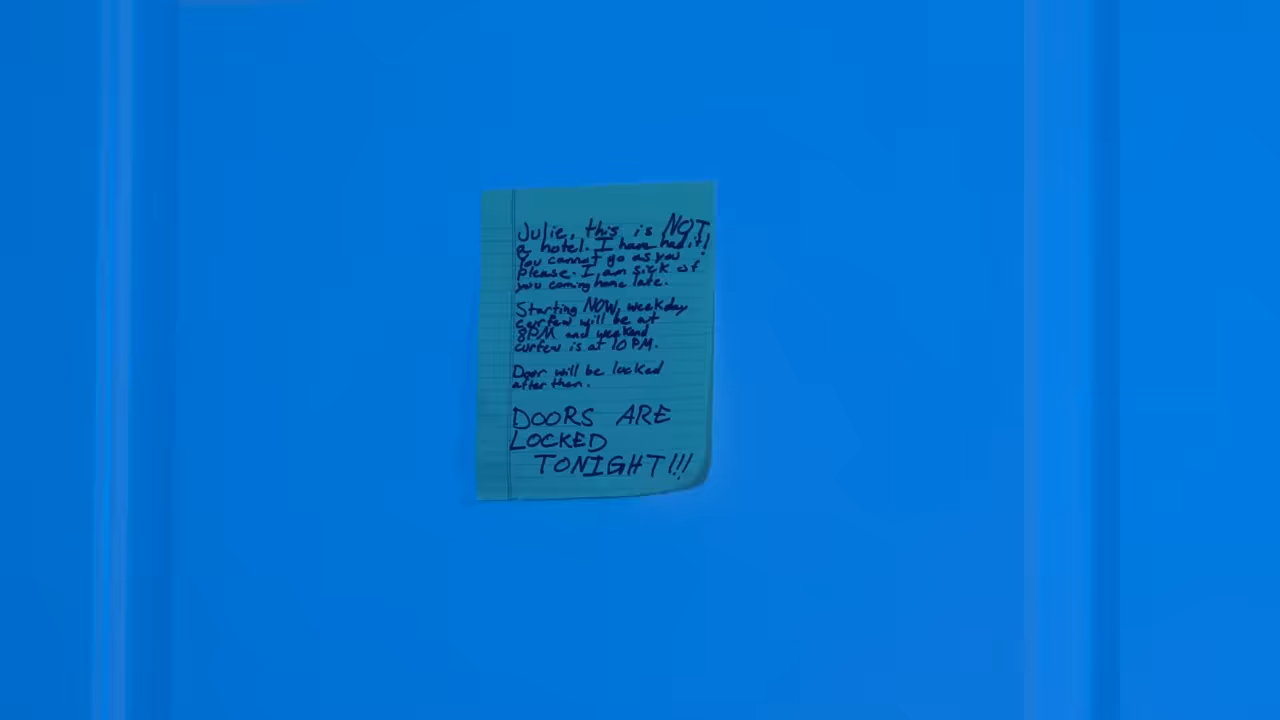 Julie, this is NOT
a hotel. I have had it!
You cannot go as you
please. I am sick of
you coming home late.
Starting NOW, weekday
curfew will be at
8PM and weekend
curfew is at 10 PM.
Door will be locked
after then.
DOORS ARE
LOCKED
TONIGHT!!!